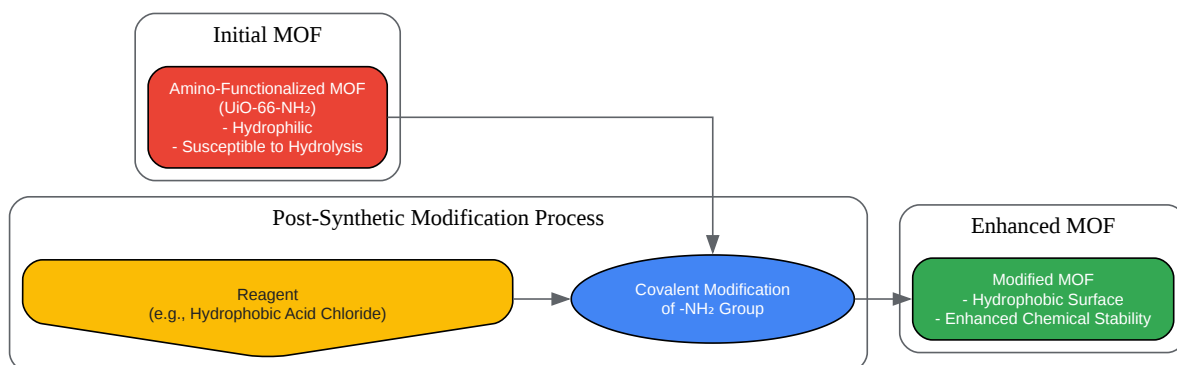 Initial MOF
Amino-Functionalized MOF
(UiO-66-NH₂)
- Hydrophilic
- Susceptible to Hydrolysis
Post-Synthetic Modification Process
Reagent
(e.g., Hydrophobic Acid Chloride)
Covalent Modification
of -NH₂ Group
Enhanced MOF
Modified MOF
- Hydrophobic Surface
- Enhanced Chemical Stability